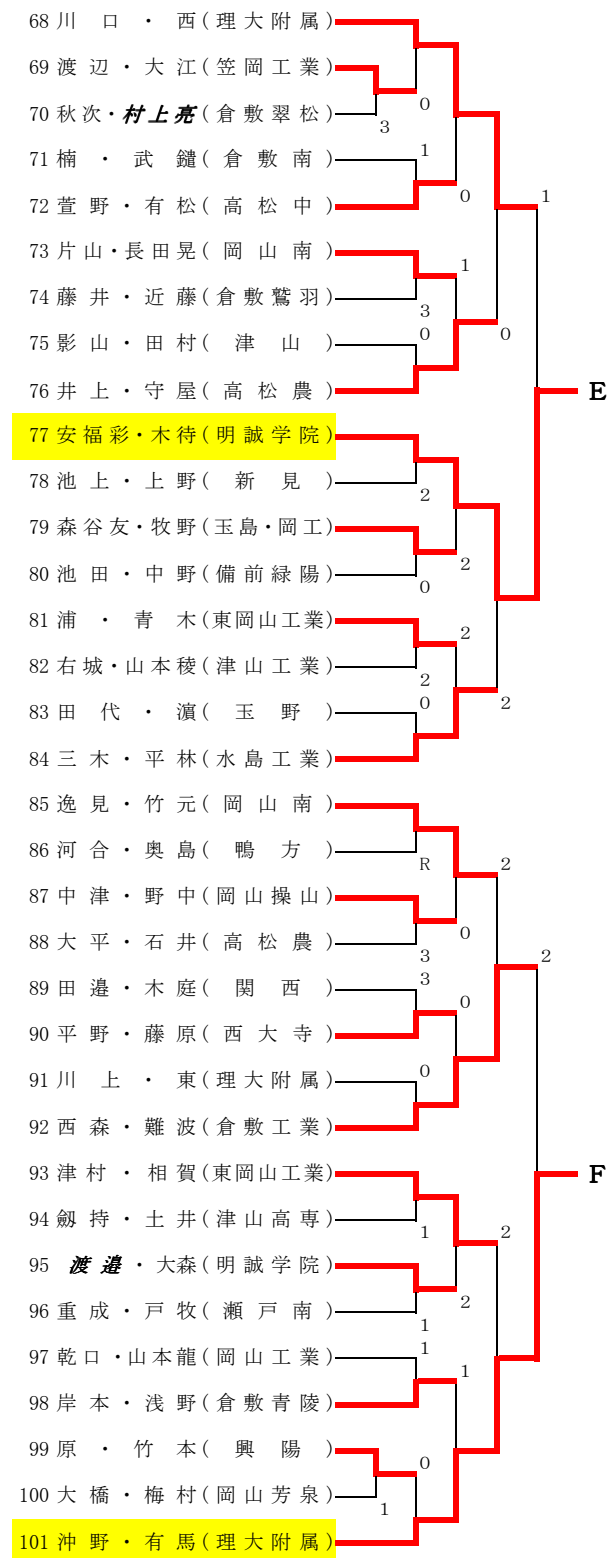 68 川口・西(理大附属)
69 渡辺・大江(笠岡工業)
0
70 秋次・村上亮(倉敷翠松)
3
71 楠・武鑓(倉敷南)
1
72 萱野・有松(高松中)
0
1
73 片山・長田晃(岡山南)
1
74 藤井・近藤(倉敷鷲羽)
3
75 影山・田村(津山)
0
0
76 井上・守屋(高松農)
E
77 安福彩・木待(明誠学院)
78 池上・上野(新見)
2
79 森谷友・牧野(玉島・岡工)
2
80 池田・中野(備前緑陽)
0
81 浦・青木(東岡山工業)
2
82 右城・山本稜(津山工業)
2
83 田代・濵(玉野)
0
2
84 三木・平林(水島工業)
85 逸見・竹元(岡山南)
86 河合・奥島(鴨方)
R
2
87 中津・野中(岡山操山)
0
88 大平・石井(高松農)
3
2
89 田邉・木庭(関西)
3
0
90 平野・藤原(西大寺)
91 川上・東(理大附属)
0
92 西森・難波(倉敷工業)
93 津村・相賀(東岡山工業)
F
94 劔持・土井(津山高専)
1
2
95 渡邉・大森(明誠学院)
2
96 重成・戸牧(瀬戸南)
1
97 乾口・山本龍(岡山工業)
1
1
98 岸本・浅野(倉敷青陵)
99 原・竹本(興陽)
0
100 大橋・梅村(岡山芳泉)
1
101 沖野・有馬(理大附属)